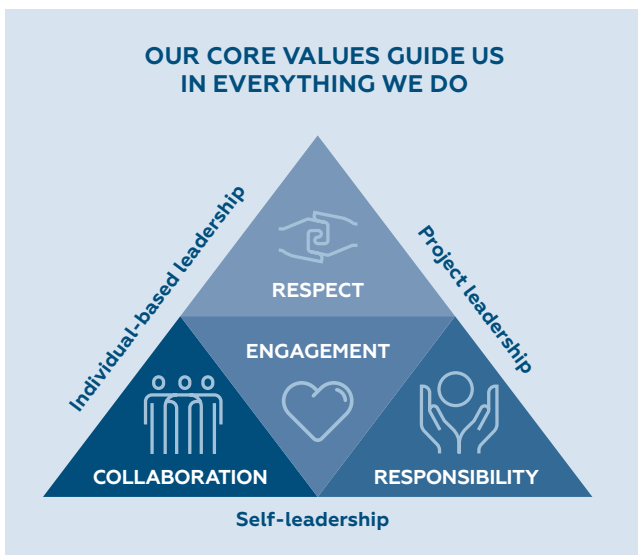 OUR CORE VALUES GUIDE US
IN EVERYTHING WE DO
Individual-based leadership
Project leadership
RESPECT
ENGAGEMENT
COLLABORATION
RESPONSIBILITY
Self-leadership